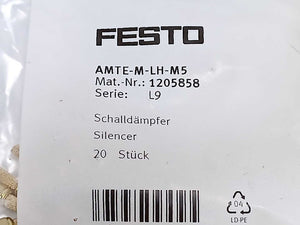 FESTO
AMTE-M-LH-M5
Mat.-Nr.: 1205858
Serie: L9
Schalldämpfer
Silencer
20 Stück
04
LD PE